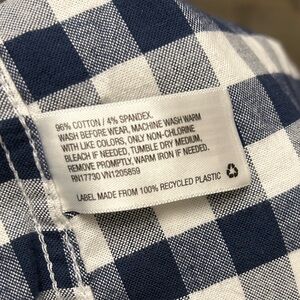 96% COTTON / 4% SPANDEX.
WASH BEFORE WEAR, MACHINE WASH WARM
WITH LIKE COLORS, ONLY NON-CHLORINE
BLEACH IF NEEDED, TUMBLE DRY MEDIUM,
REMOVE PROMPTLY, WARM IRON IF NEEDED.
RN17730 VN1205859
LABEL MADE FROM 100% RECYCLED PLASTIC